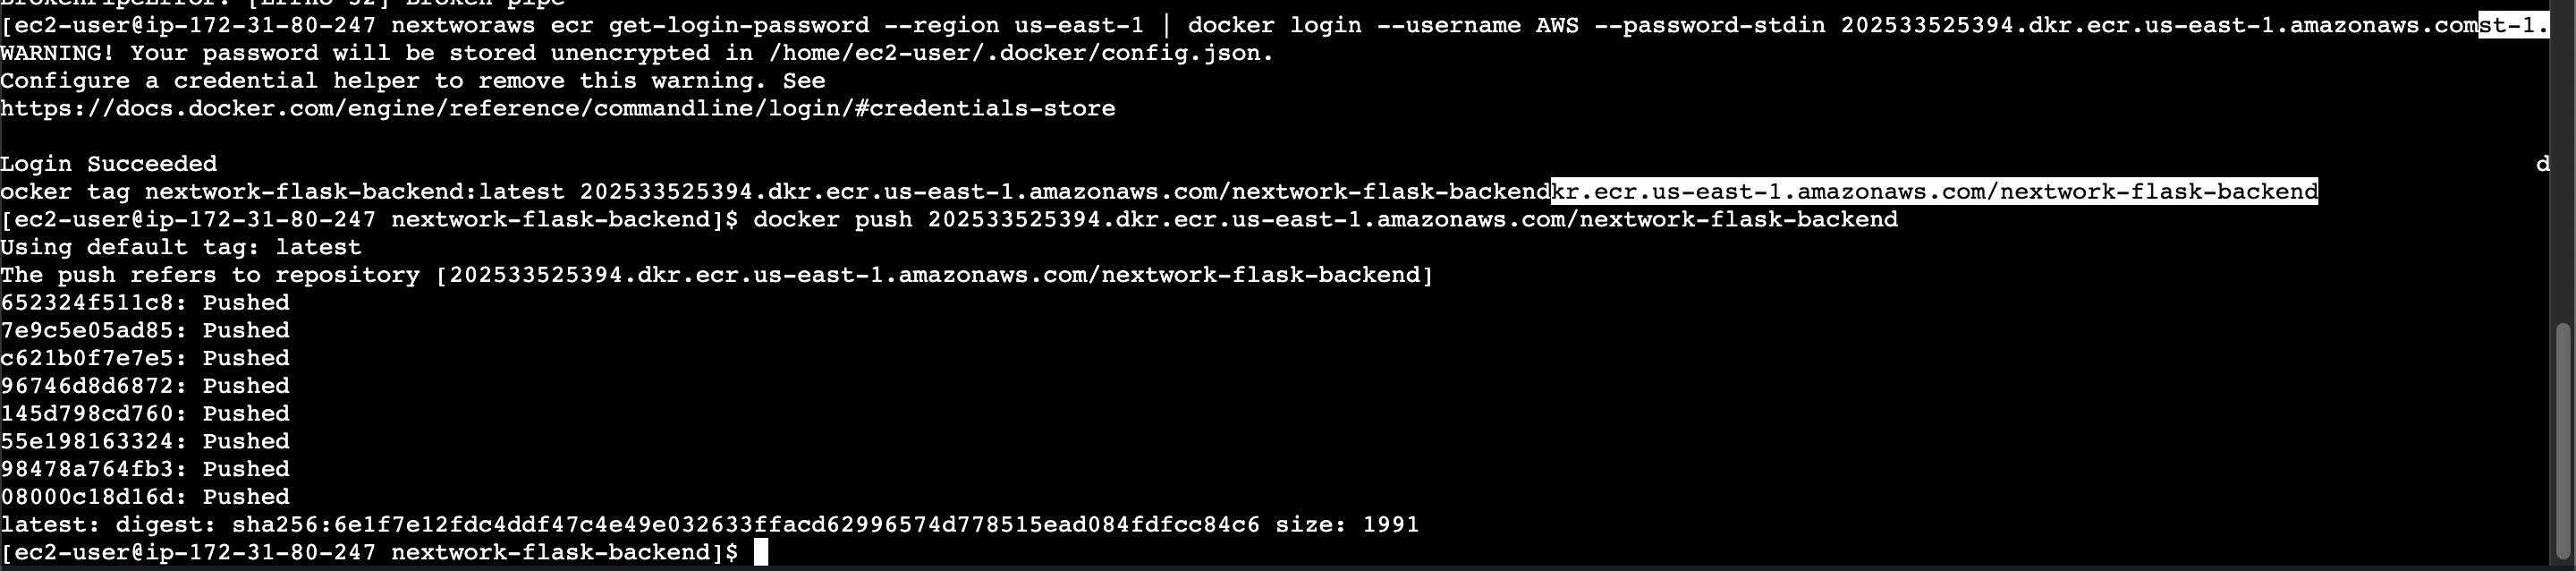 BrokenPipeError: [Errno 32] Broken pipe
[ec2-user@ip-172-31-80-247 nextworaws ecr get-login-password --region us-east-1 | docker login --username AWS --password-stdin 202533525394.dkr.ecr.us-east-1.amazonaws.comst-1.
WARNING! Your password will be stored unencrypted in /home/ec2-user/.docker/config.json.
Configure a credential helper to remove this warning. See
https://docs.docker.com/engine/reference/commandline/login/#credentials-store
Login Succeeded d
ocker tag nextwork-flask-backend:latest 202533525394.dkr.ecr.us-east-1.amazonaws.com/nextwork-flask-backendkr.ecr.us-east-1.amazonaws.com/nextwork-flask-backend
[ec2-user@ip-172-31-80-247 nextwork-flask-backend]$ docker push 202533525394.dkr.ecr.us-east-1.amazonaws.com/nextwork-flask-backend
Using default tag: latest
The push refers to repository [202533525394.dkr.ecr.us-east-1.amazonaws.com/nextwork-flask-backend]
652324f511c8: Pushed
7e9c5e05ad85: Pushed
c621b0f7e7e5: Pushed
96746d8d6872: Pushed
145d798cd760: Pushed
55e198163324: Pushed
98478a764fb3: Pushed
08000c18d16d: Pushed
latest: digest: sha256:6e1f7e12fdc4ddf47c4e49e032633ffacd62996574d778515ead084fdfcc84c6 size: 1991
[ec2-user@ip-172-31-80-247 nextwork-flask-backend]$